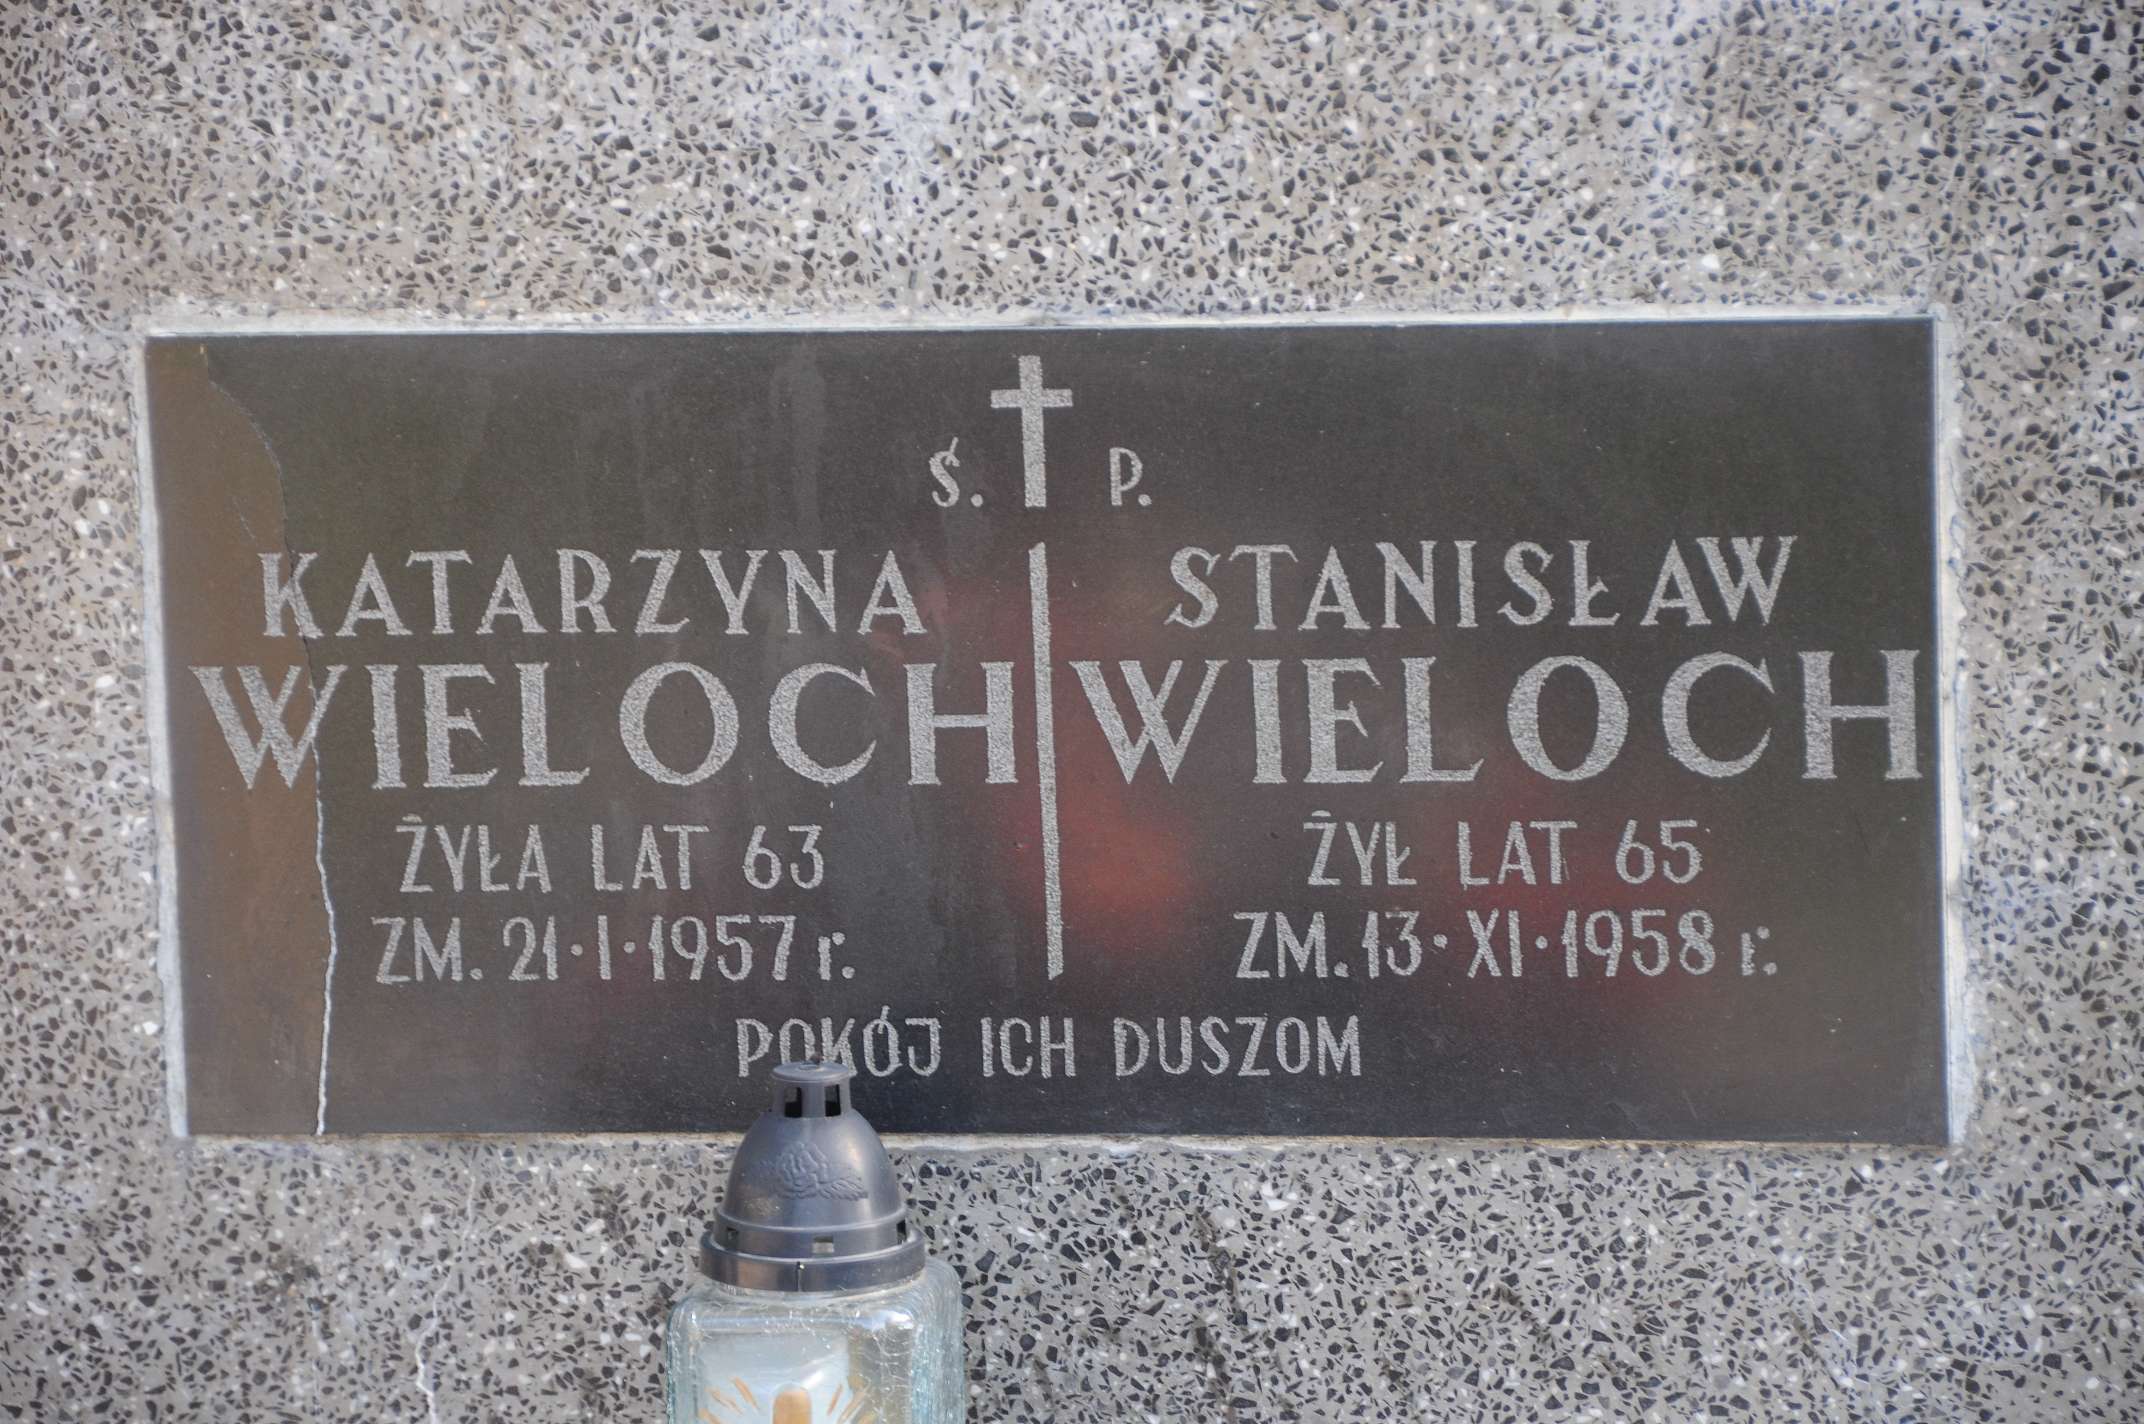 Ś. P.
KATARZYNA
WIELOCH
ŻYŁA LAT 63
ZM. 21·I·1957 r.
STANISŁAW
WIELOCH
ŻYŁ LAT 65
ZM. 13·XI·1958 r.
POKÓJ ICH DUSZOM